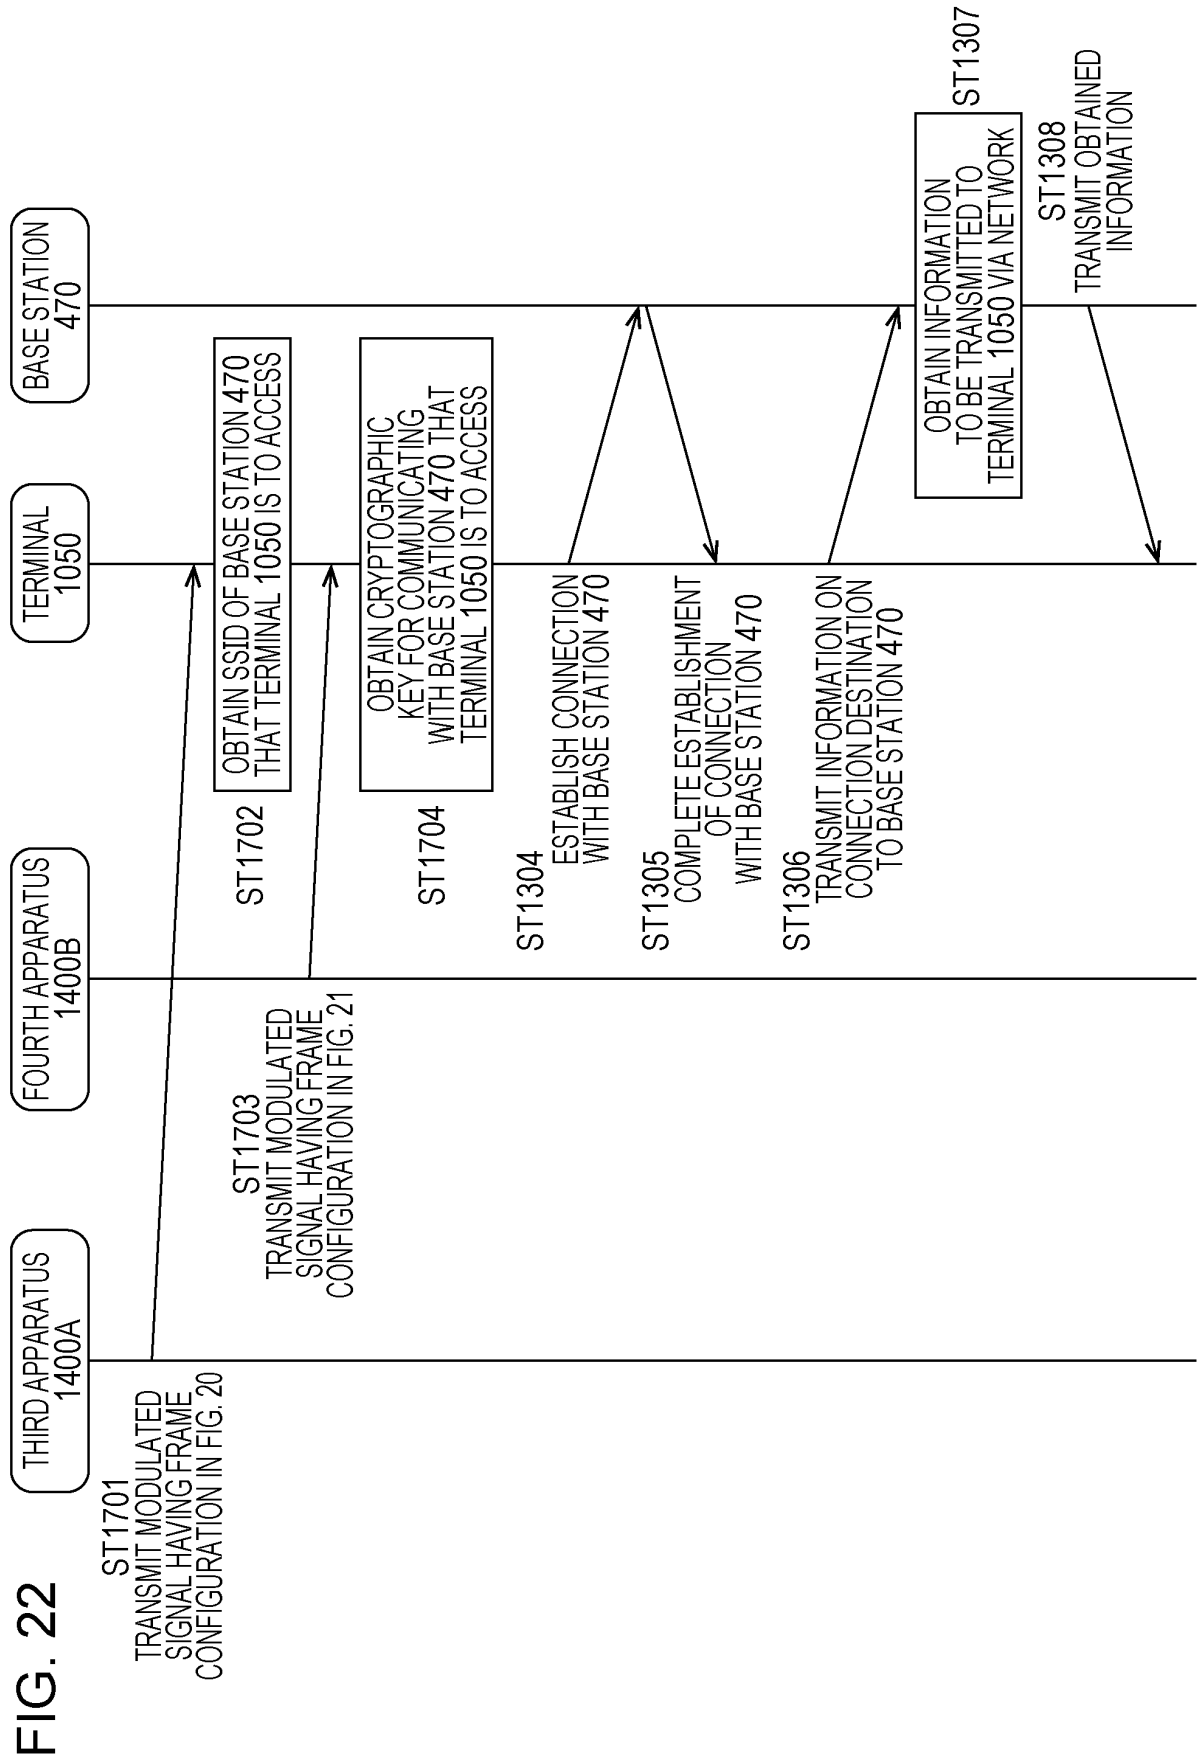 FIG. 22
THIRD APPARATUS
1400A
FOURTH APPARATUS
1400B
TERMINAL
1050
BASE STATION
470
ST1701
TRANSMIT MODULATED
SIGNAL HAVING FRAME
CONFIGURATION IN FIG. 20
ST1702
OBTAIN SSID OF BASE STATION 470
THAT TERMINAL 1050 IS TO ACCESS
ST1703
TRANSMIT MODULATED
SIGNAL HAVING FRAME
CONFIGURATION IN FIG. 21
ST1704
OBTAIN CRYPTOGRAPHIC
KEY FOR COMMUNICATING
WITH BASE STATION 470 THAT
TERMINAL 1050 IS TO ACCESS
ST1304
ESTABLISH CONNECTION
WITH BASE STATION 470
ST1305
COMPLETE ESTABLISHMENT
OF CONNECTION
WITH BASE STATION 470
ST1306
TRANSMIT INFORMATION ON
CONNECTION DESTINATION
TO BASE STATION 470
ST1307
OBTAIN INFORMATION
TO BE TRANSMITTED TO
TERMINAL 1050 VIA NETWORK
ST1308
TRANSMIT OBTAINED
INFORMATION